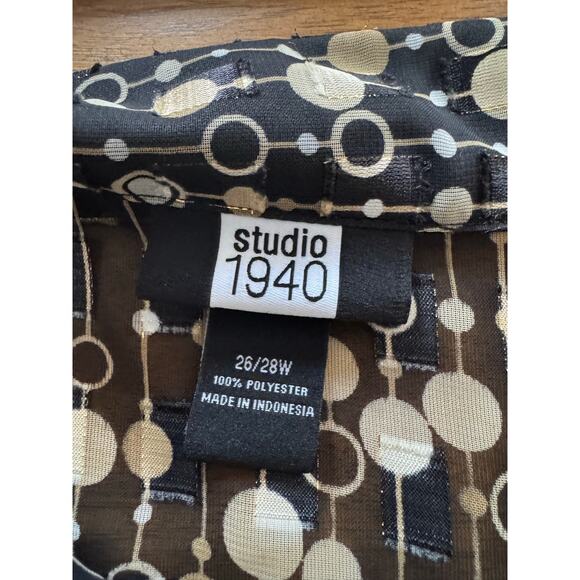 studio
1940
26/28W
100% POLYESTER
MADE IN INDONESIA